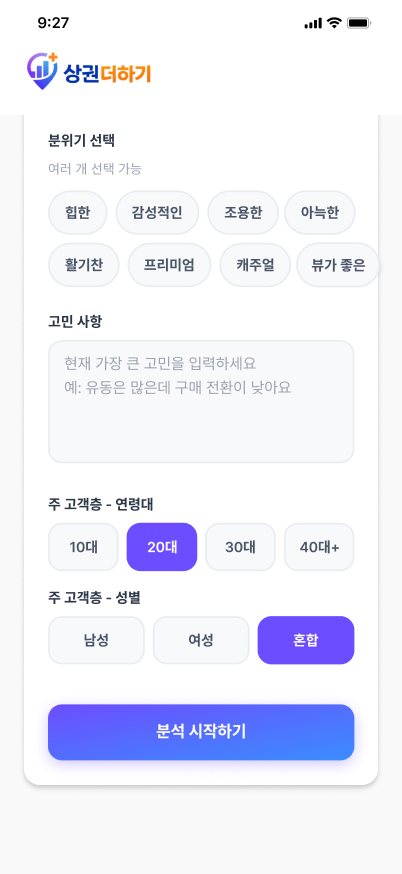 9:27
상권더하기
분위기 선택
여러 개 선택 가능
힙한 감성적인 조용한 아늑한
활기찬 프리미엄 캐주얼 뷰가 좋은
고민 사항
현재 가장 큰 고민을 입력하세요
예: 유동은 많은데 구매 전환이 낮아요
주 고객층 - 연령대
10대 20대 30대 40대+
주 고객층 - 성별
남성 여성 혼합
분석 시작하기